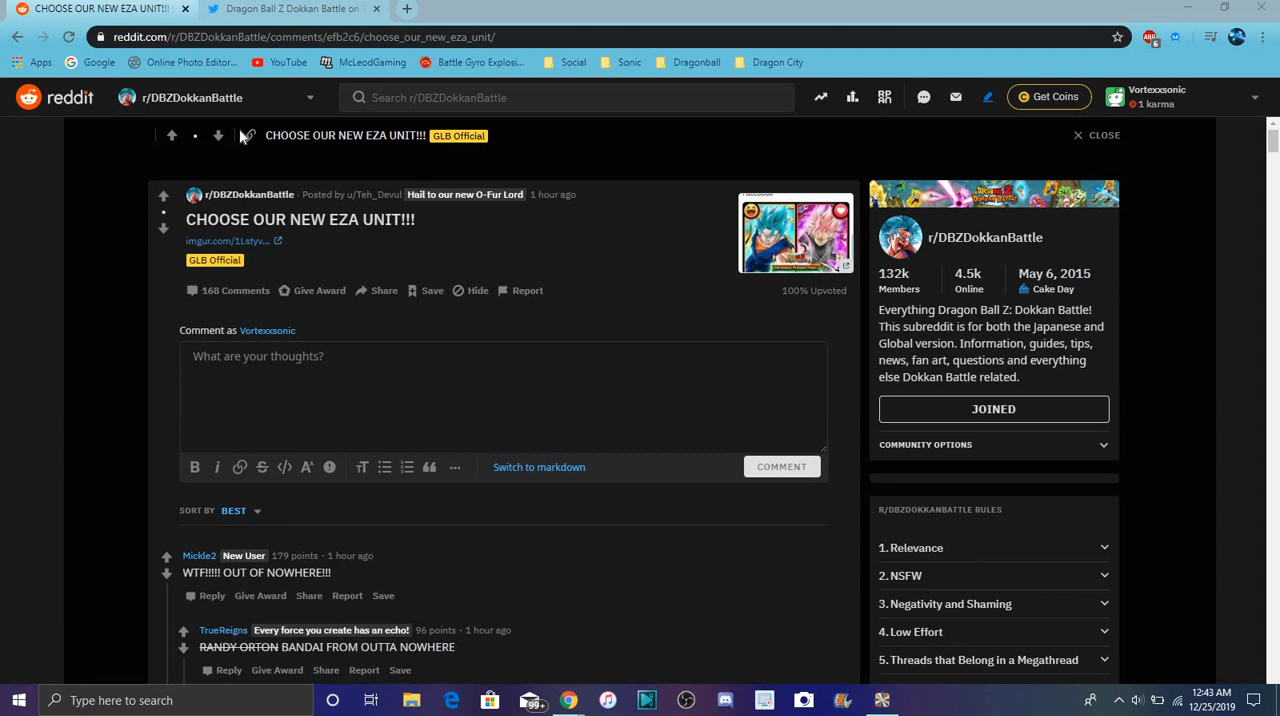 CHOOSE OUR NEW EZA UNIT!!! :
Dragon Ball Z Dokkan Battle on T
reddit.com/r/DBZDokkanBattle/comments/efb2c6/choose_our_new_eza_unit/
6
Apps Google Online Photo Editor... YouTube McLeodGaming Battle Gyro Explosi... Social Sonic Dragonball Dragon City
reddit r/DBZDokkanBattle Search r/DBZDokkanBattle Get Coins Vortexxsonic
1 karma
CHOOSE OUR NEW EZA UNIT!!! GLB Official CLOSE
r/DBZDokkanBattle · Posted by u/Teh_Devul Hail to our new O-Fur Lord 1 hour ago
CHOOSE OUR NEW EZA UNIT!!!
imgur.com/1Lstyv...
GLB Official
168 Comments Give Award Share Save Hide Report 100% Upvoted
Comment as Vortexxsonic
What are your thoughts?
Switch to markdown COMMENT
SORT BY BEST
Mickle2 New User 179 points · 1 hour ago
WTF!!!!! OUT OF NOWHERE!!!
Reply Give Award Share Report Save
TrueReigns Every force you create has an echo! 96 points · 1 hour ago
RANDY ORTON BANDAI FROM OUTTA NOWHERE
Reply Give Award Share Report Save
r/DBZDokkanBattle
132k 4.5k May 6, 2015
Members Online Cake Day
Everything Dragon Ball Z: Dokkan Battle!
This subreddit is for both the Japanese and
Global version. Information, guides, tips,
news, fan art, questions and everything
else Dokkan Battle related.
JOINED
COMMUNITY OPTIONS
R/DBZDOKKANBATTLE RULES
1. Relevance
2. NSFW
3. Negativity and Shaming
4. Low Effort
5. Threads that Belong in a Megathread
Type here to search
99+
12:43 AM
12/25/2019